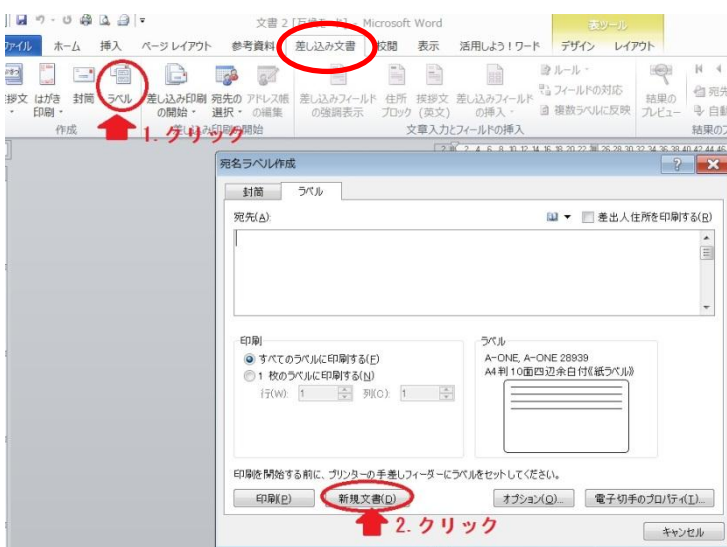 文書 2 [互換モード] - Microsoft Word
表ツール
ファイル ホーム 挿入 ページ レイアウト 参考資料 差し込み文書 校閲 表示 活用しよう!ワード デザイン レイアウト
挨拶文 はがき印刷 封筒 ラベル 差し込み印刷の開始 宛先の選択 アドレス帳の編集 差し込みフィールドの強調表示 住所ブロック 挨拶文(英文) 差し込みフィールドの挿入 ルール 結果のプレビュー
フィールドの対応
複数ラベルに反映
作成 差し込み印刷の開始 文章入力とフィールドの挿入
1.クリック
宛名ラベル作成
封筒 ラベル
宛先(A):
差出人住所を印刷する(R)
印刷
すべてのラベルに印刷する(F)
1 枚のラベルに印刷する(N)
行(W): 1 列(O): 1
ラベル
A-ONE, A-ONE 28939
A4判10面四辺余白付《紙ラベル》
印刷を開始する前に、プリンターの手差しフィーダーにラベルをセットしてください。
印刷(P) 新規文書(D) オプション(O)... 電子切手のプロパティ(I)...
2.クリック
キャンセル